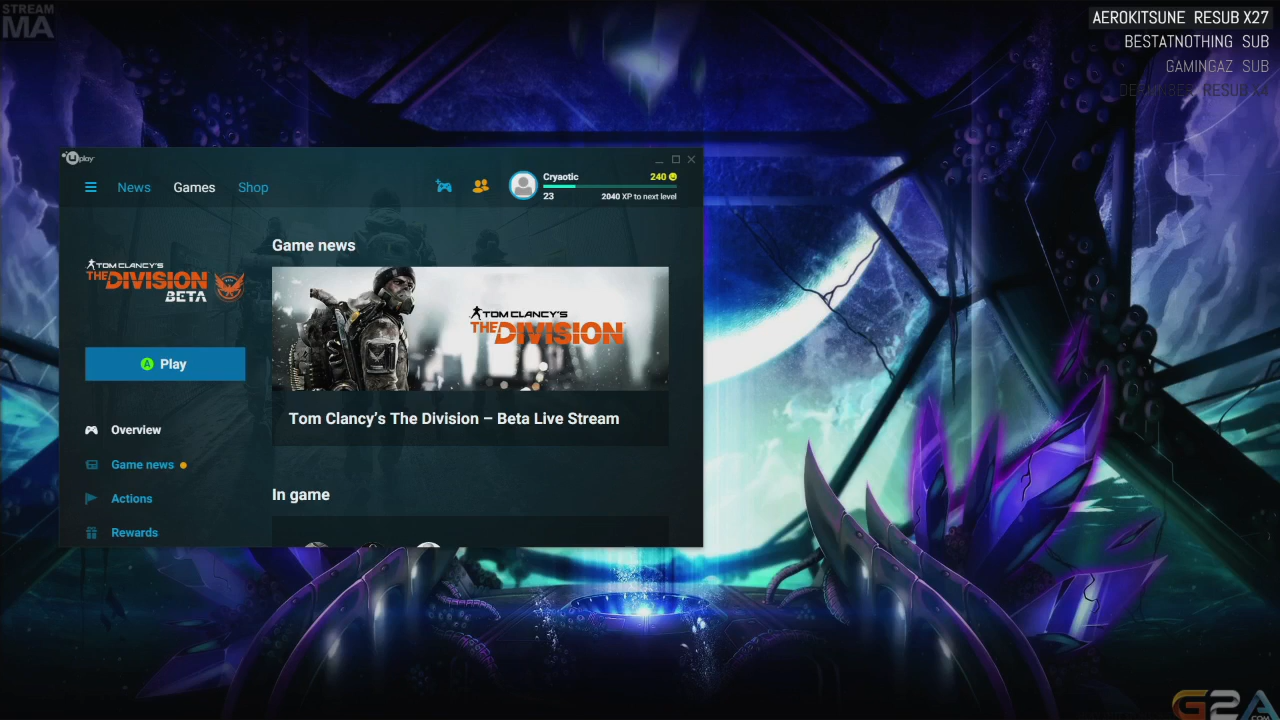 STREAM
MA
AEROKITSUNE RESUB X27
BESTATNOTHING SUB
GAMINGAZ SUB
RESUB X4
uplay
News Games Shop
Cryaotic 240
23 2040 XP to next level
Game news
TOM CLANCY'S
THE DIVISION
BETA
TOM CLANCY'S
THE DIVISION
A Play
Tom Clancy's The Division – Beta Live Stream
Overview
Game news
Actions
Rewards
In game
G2A
.COM